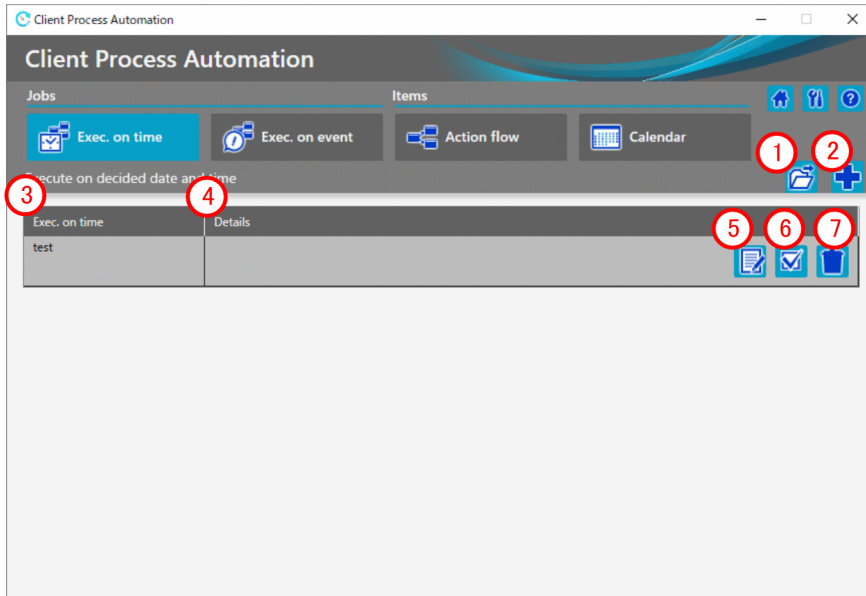 Client Process Automation
Client Process Automation
Jobs
Items
Exec. on time
Exec. on event
Action flow
Calendar
1
2
Execute on decided date and time
3
4
Exec. on time
Details
5
6
7
test